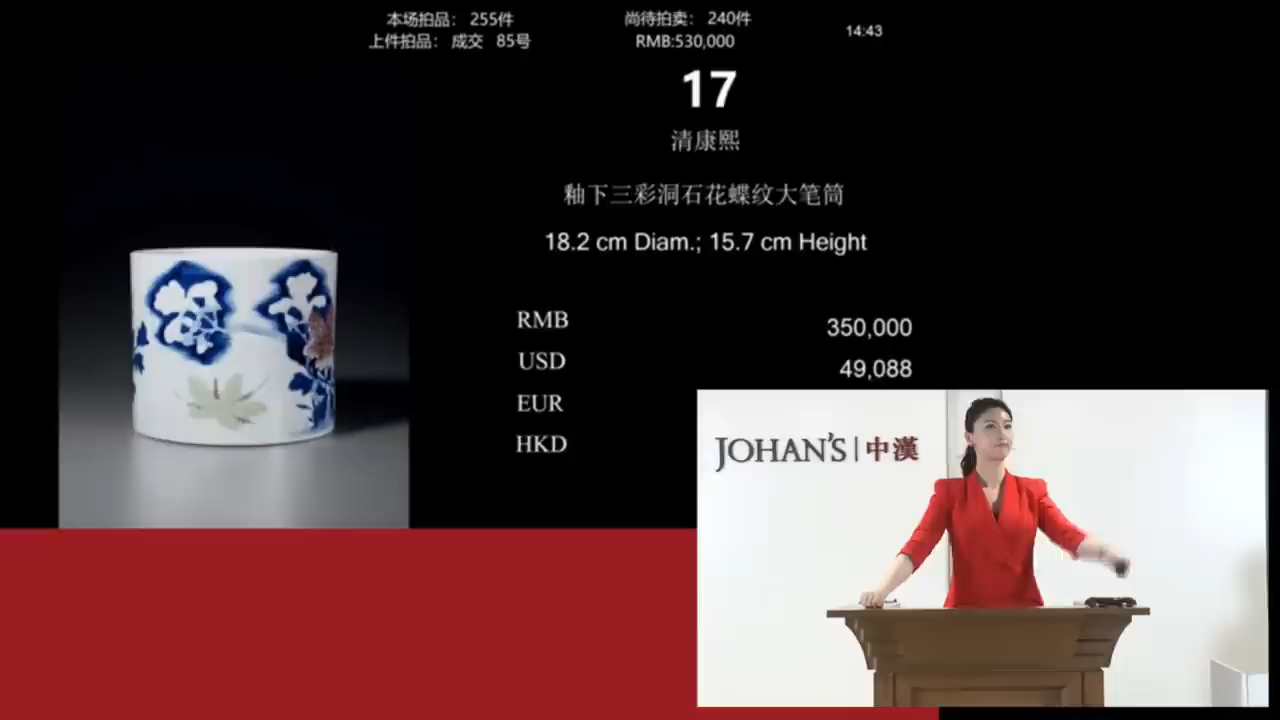 本场拍品： 255件
尚待拍卖： 240件
上件拍品： 成交 85号
RMB:530,000
14:43
17
清康熙
釉下三彩洞石花蝶纹大笔筒
18.2 cm Diam.; 15.7 cm Height
RMB 350,000
USD 49,088
EUR
HKD
JOHAN'S | 中漢